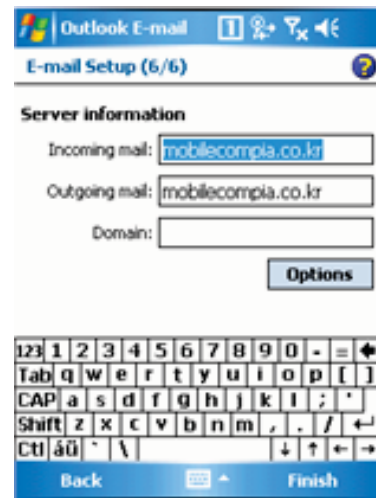 Outlook E-mail
E-mail Setup (6/6)
Server information
Incoming mail: mobilecompia.co.kr
Outgoing mail: mobilecompia.co.kr
Domain:
Options
123 1 2 3 4 5 6 7 8 9 0 - =
Tab q w e r t y u i o p [ ]
CAP a s d f g h j k l ; '
Shift z x c v b n m , . /
Ctl áü ` \
Back Finish